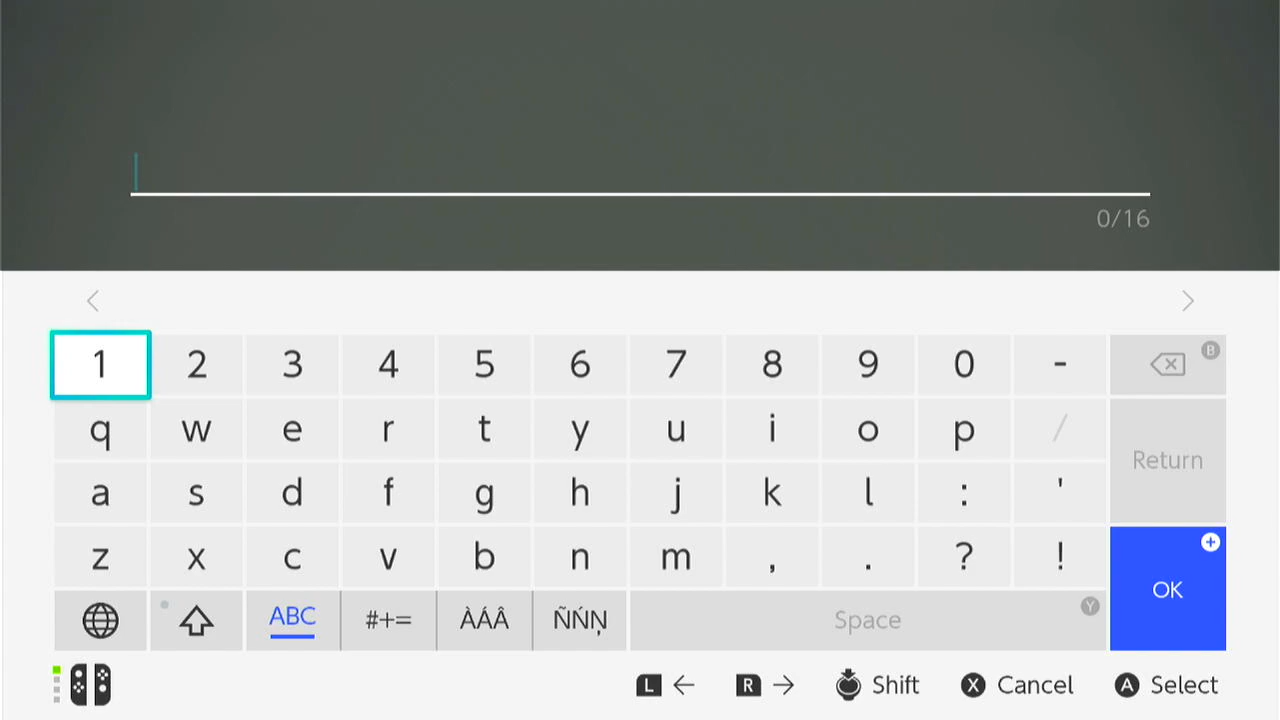 0/16
1 2 3 4 5 6 7 8 9 0 - B
q w e r t y u i o p / Return
a s d f g h j k l : '
z x c v b n m , . ? ! + OK
ABC #+= ÀÁÂ ÑŃŅ Space Y
L ← R → Shift X Cancel A Select